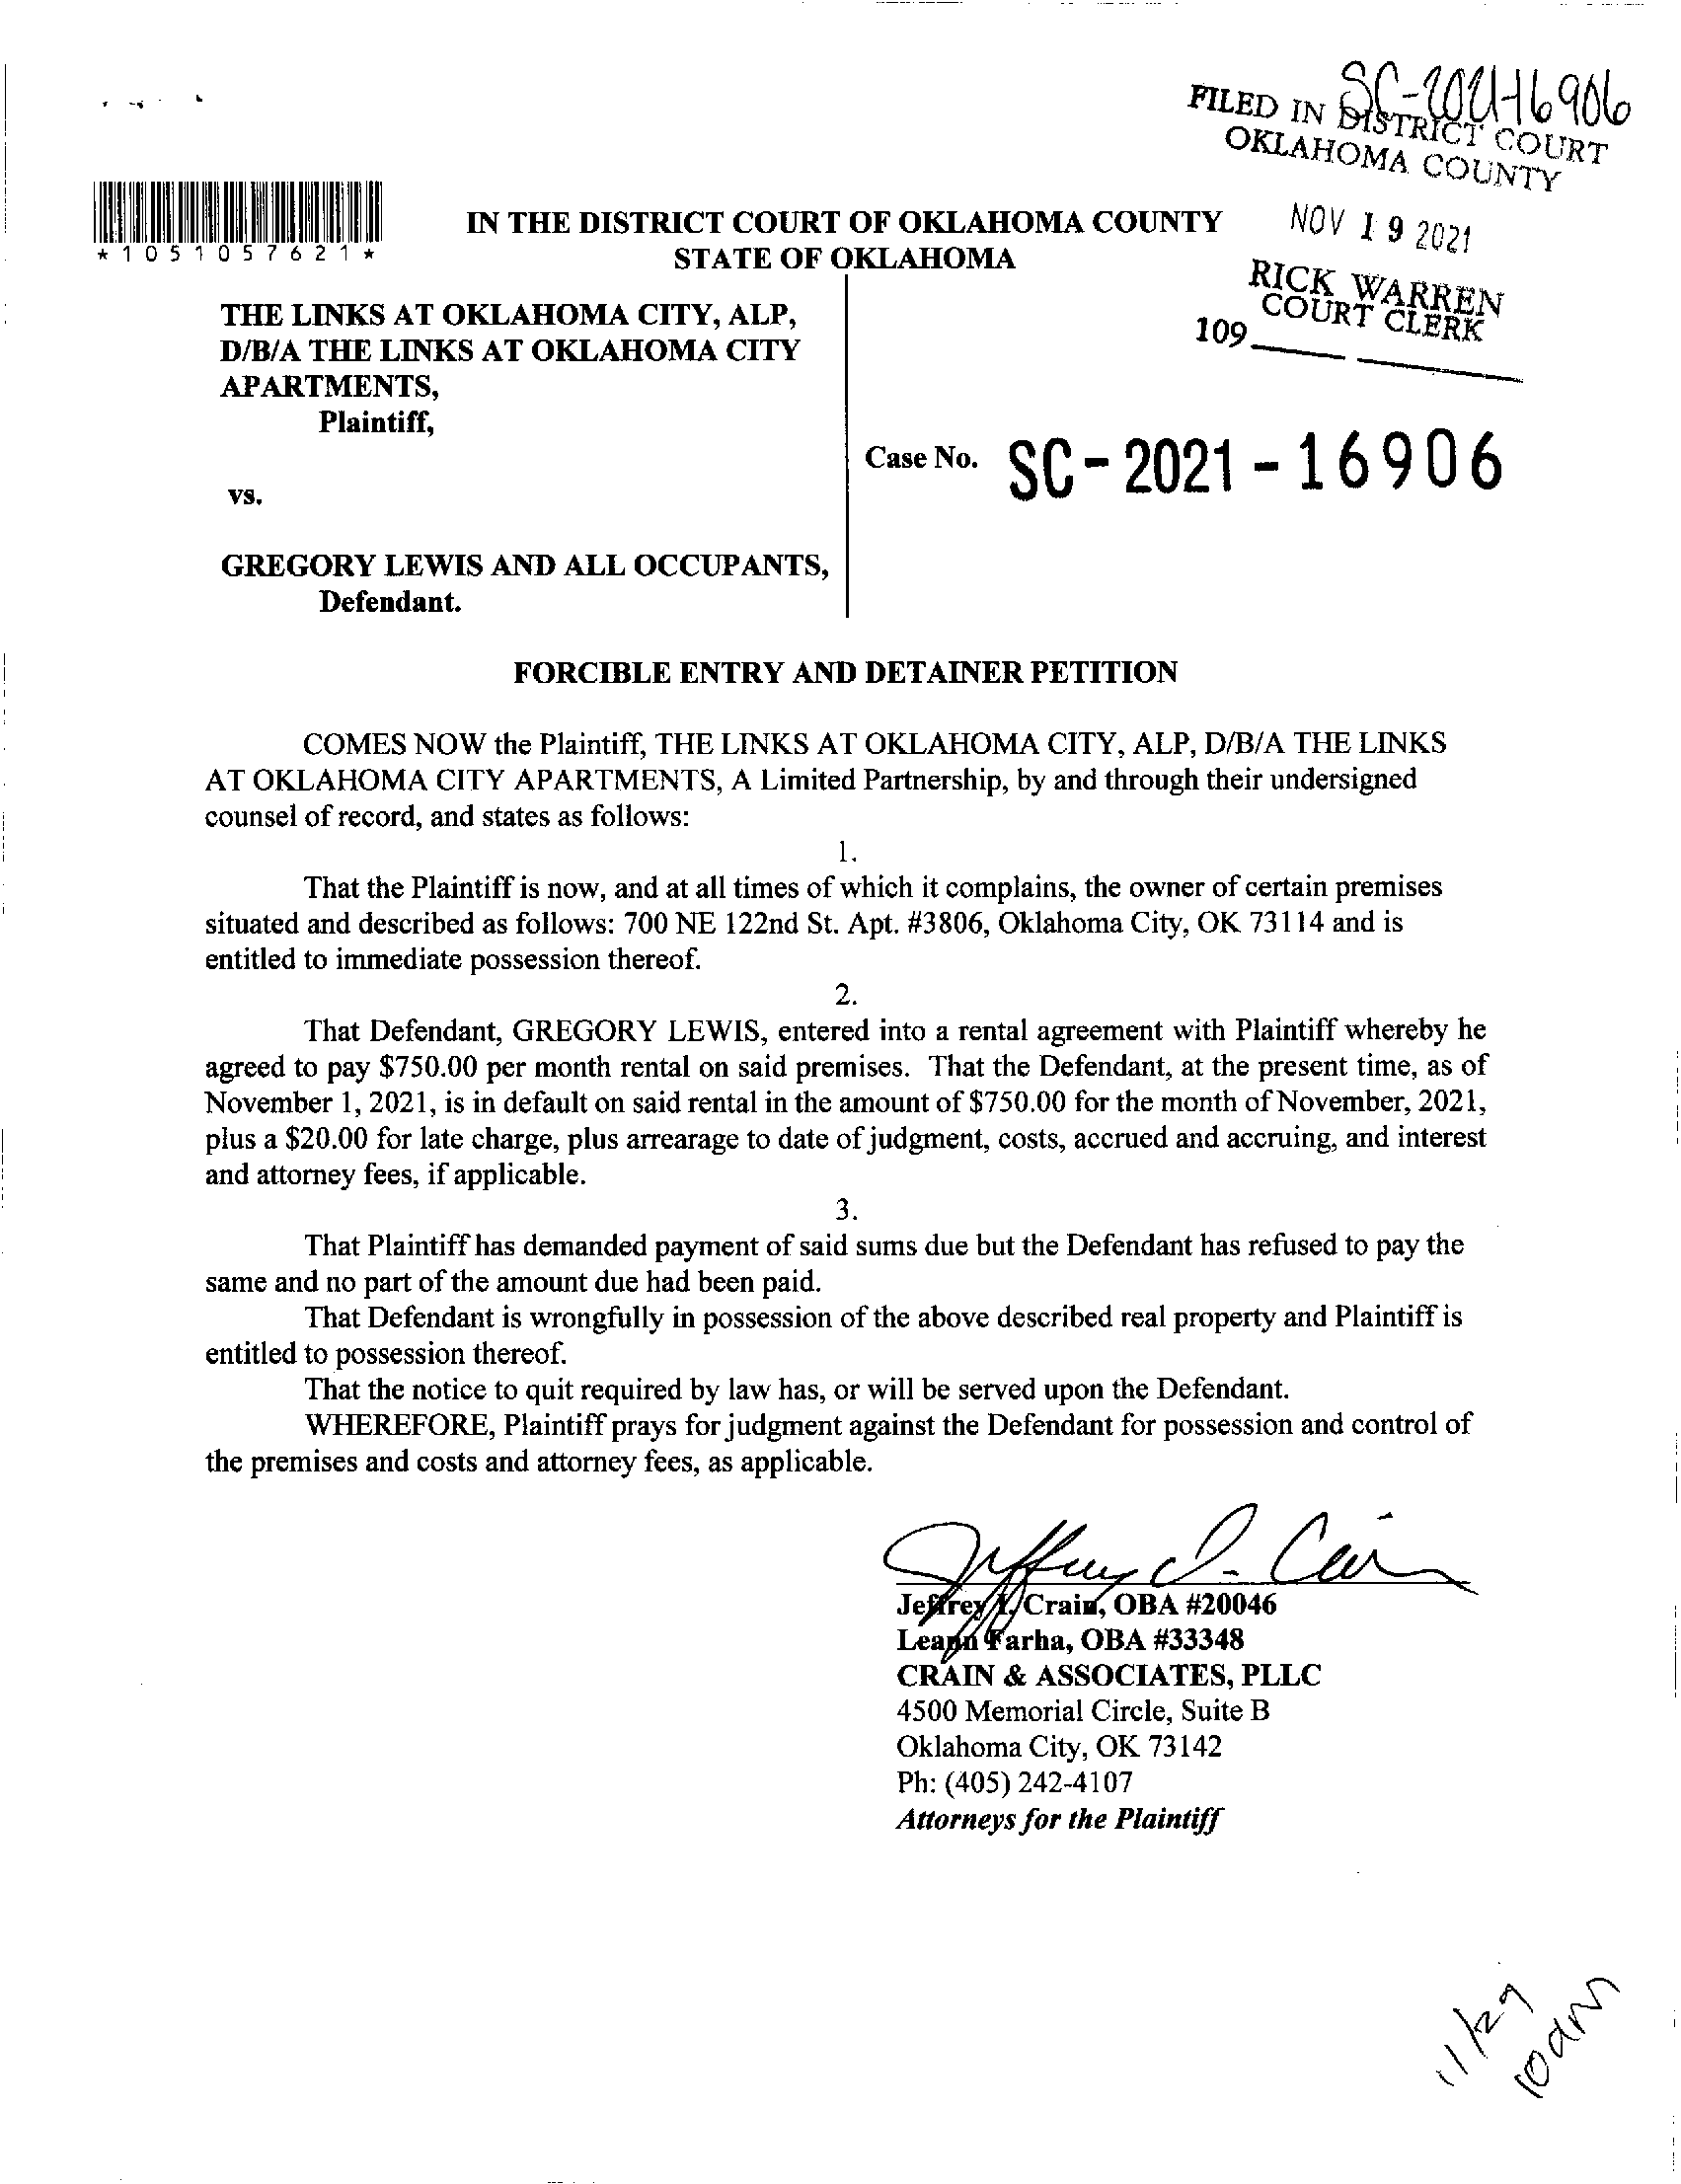 SC-2021-16906
FILED IN DISTRICT COURT
OKLAHOMA COUNTY
NOV 19 2021
RICK WARREN
COURT CLERK
109
*1051057621*
IN THE DISTRICT COURT OF OKLAHOMA COUNTY
STATE OF OKLAHOMA
THE LINKS AT OKLAHOMA CITY, ALP,
D/B/A THE LINKS AT OKLAHOMA CITY
APARTMENTS,
Plaintiff,
Case No. SC-2021-16906
vs.
GREGORY LEWIS AND ALL OCCUPANTS,
Defendant.
FORCIBLE ENTRY AND DETAINER PETITION
COMES NOW the Plaintiff, THE LINKS AT OKLAHOMA CITY, ALP, D/B/A THE LINKS
AT OKLAHOMA CITY APARTMENTS, A Limited Partnership, by and through their undersigned
counsel of record, and states as follows:
1.
That the Plaintiff is now, and at all times of which it complains, the owner of certain premises
situated and described as follows: 700 NE 122nd St. Apt. #3806, Oklahoma City, OK 73114 and is
entitled to immediate possession thereof.
2.
That Defendant, GREGORY LEWIS, entered into a rental agreement with Plaintiff whereby he
agreed to pay $750.00 per month rental on said premises. That the Defendant, at the present time, as of
November 1, 2021, is in default on said rental in the amount of $750.00 for the month of November, 2021,
plus a $20.00 for late charge, plus arrearage to date of judgment, costs, accrued and accruing, and interest
and attorney fees, if applicable.
3.
That Plaintiff has demanded payment of said sums due but the Defendant has refused to pay the
same and no part of the amount due had been paid.
That Defendant is wrongfully in possession of the above described real property and Plaintiff is
entitled to possession thereof.
That the notice to quit required by law has, or will be served upon the Defendant.
WHEREFORE, Plaintiff prays for judgment against the Defendant for possession and control of
the premises and costs and attorney fees, as applicable.
Jeffrey I. Crain
Jeffrey I. Crain, OBA #20046
Leann Farha, OBA #33348
CRAIN & ASSOCIATES, PLLC
4500 Memorial Circle, Suite B
Oklahoma City, OK 73142
Ph: (405) 242-4107
Attorneys for the Plaintiff
11/29
10am